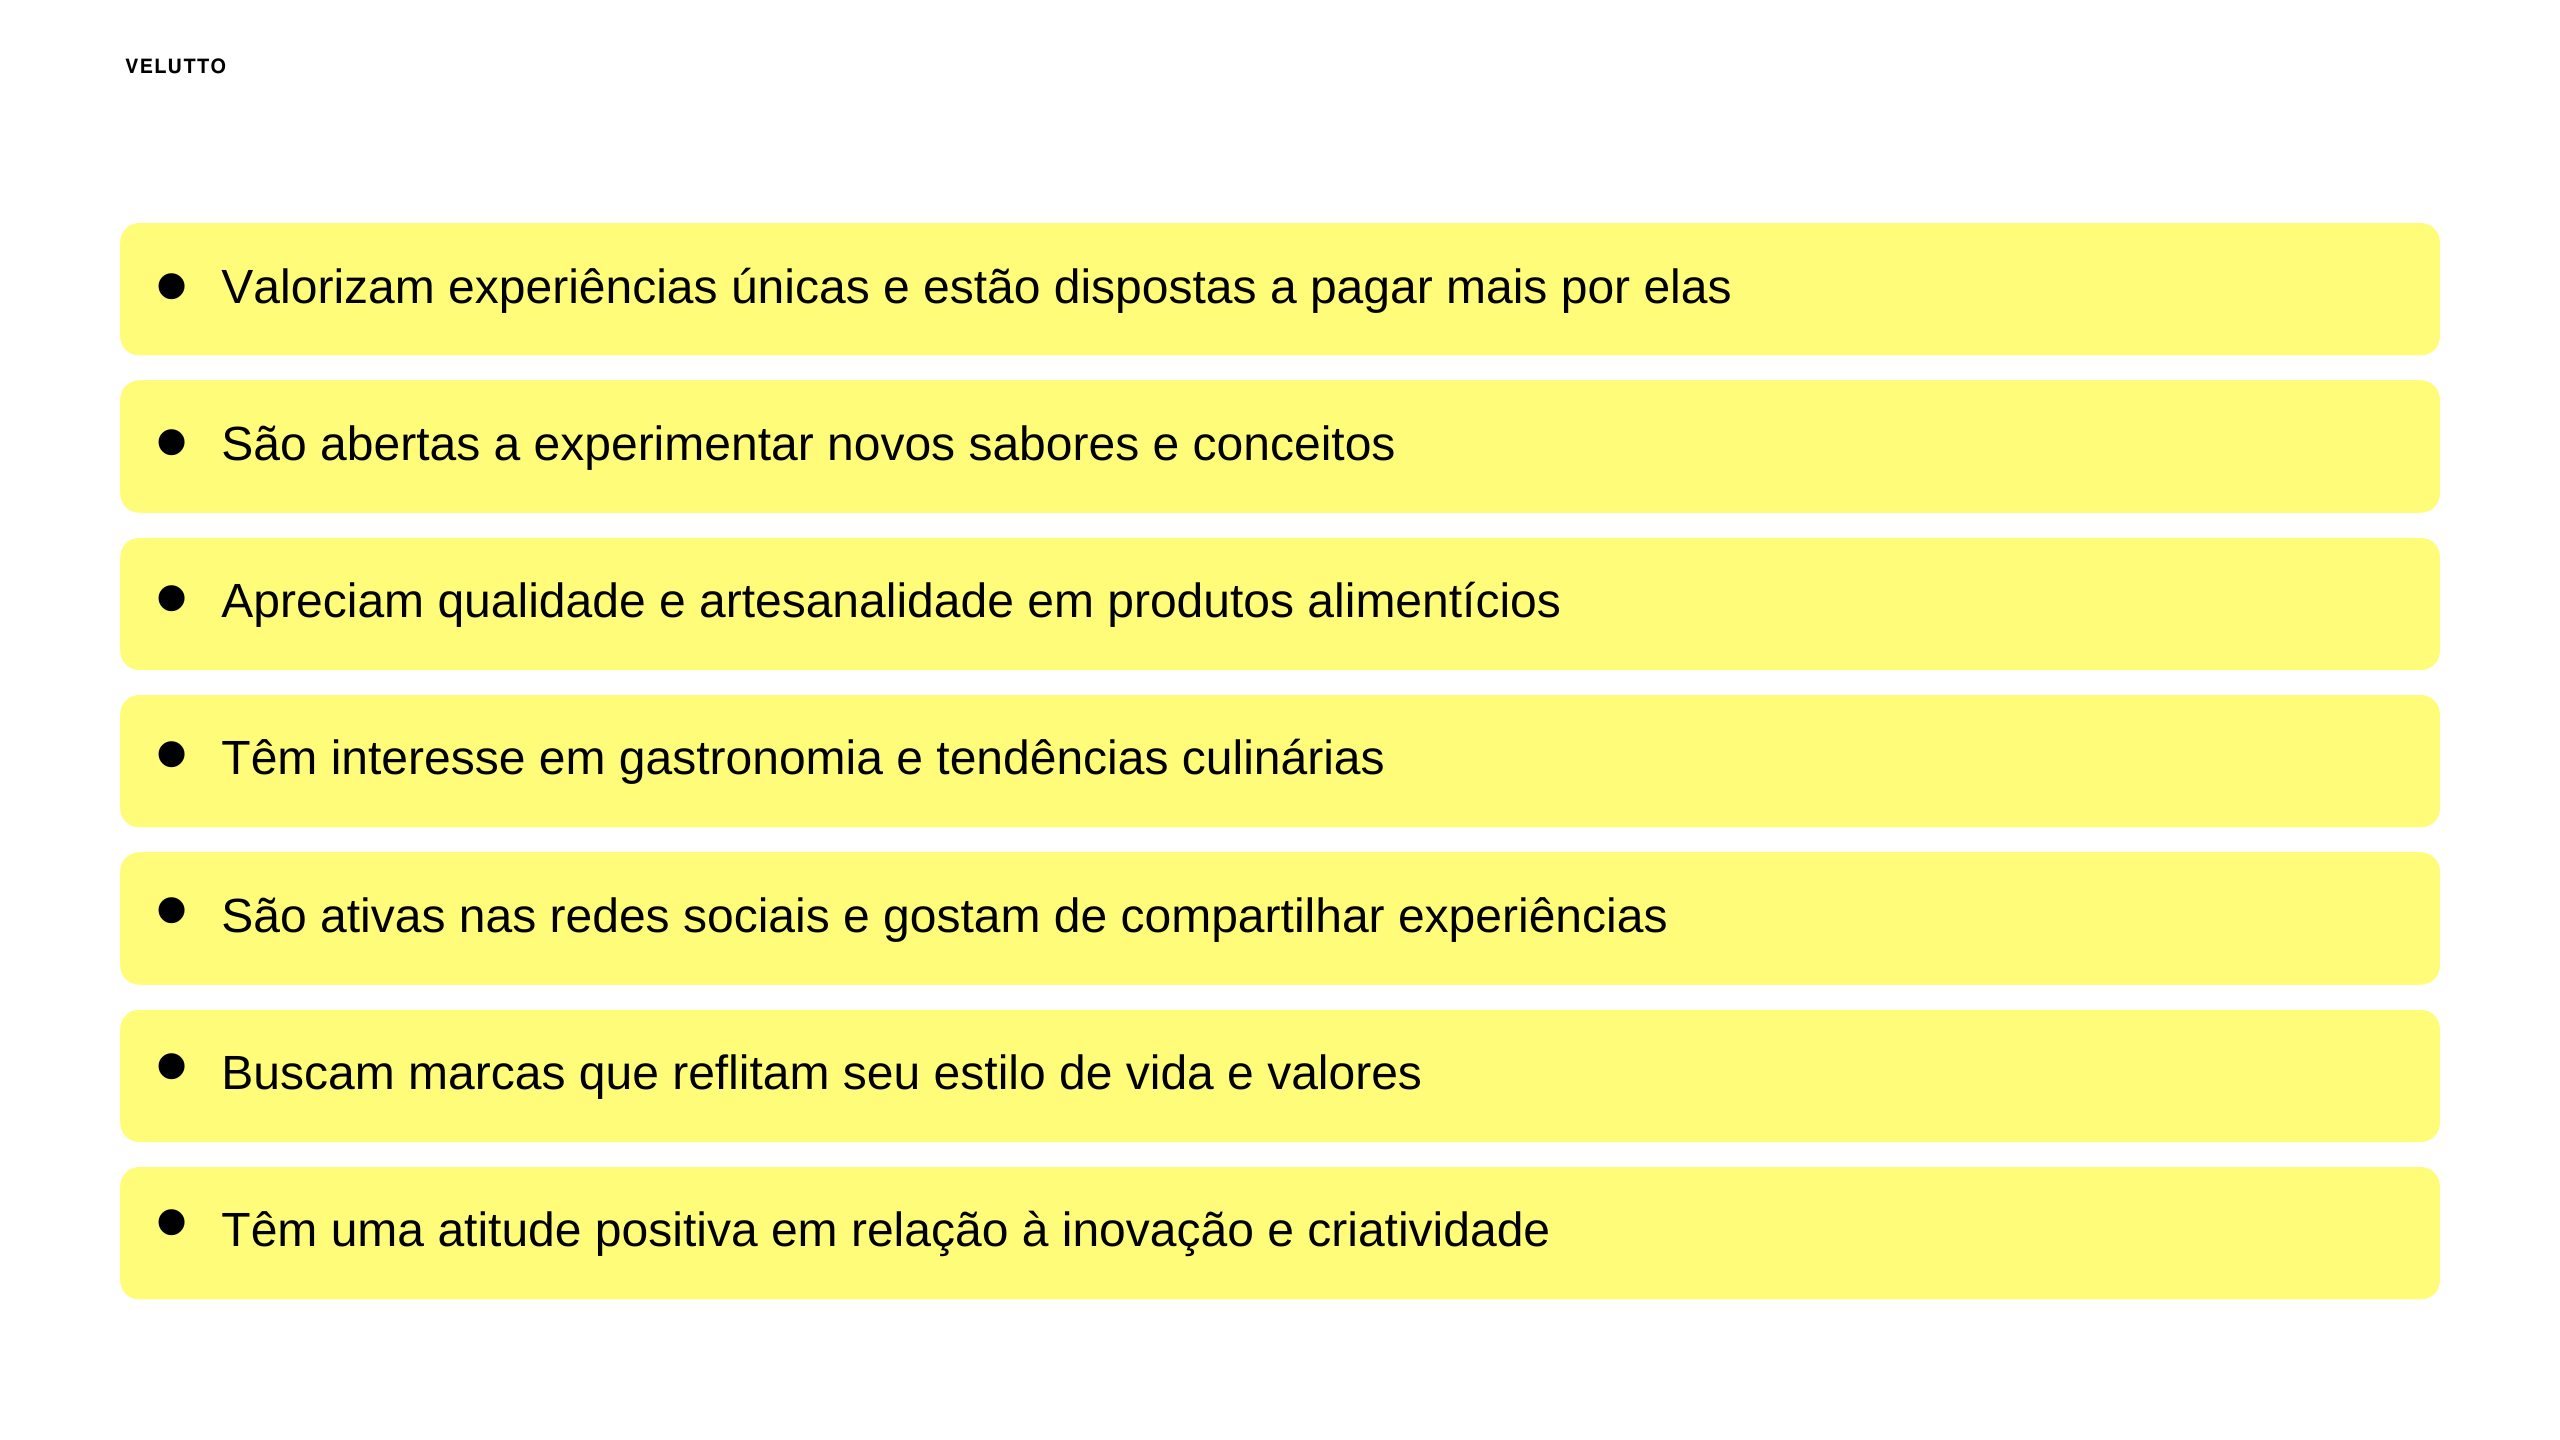 VELUTTO
● Valorizam experiências únicas e estão dispostas a pagar mais por elas
● São abertas a experimentar novos sabores e conceitos
● Apreciam qualidade e artesanalidade em produtos alimentícios
● Têm interesse em gastronomia e tendências culinárias
● São ativas nas redes sociais e gostam de compartilhar experiências
● Buscam marcas que reflitam seu estilo de vida e valores
● Têm uma atitude positiva em relação à inovação e criatividade